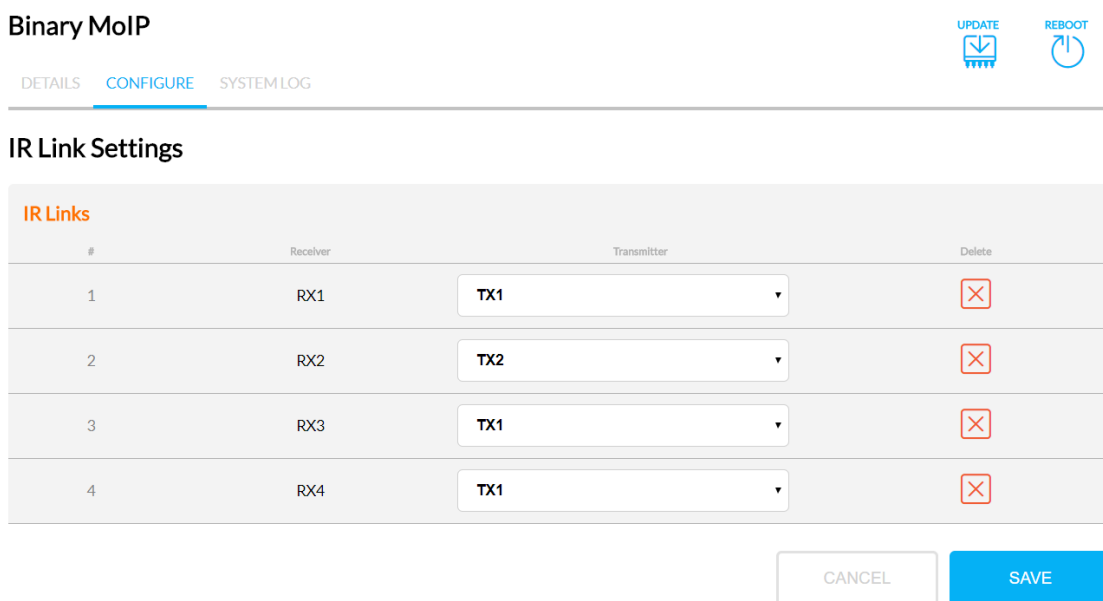 Binary MoIP
UPDATE
REBOOT
DETAILS CONFIGURE SYSTEM LOG
IR Link Settings
IR Links
# Receiver Transmitter Delete
1 RX1 TX1
2 RX2 TX2
3 RX3 TX1
4 RX4 TX1
CANCEL SAVE